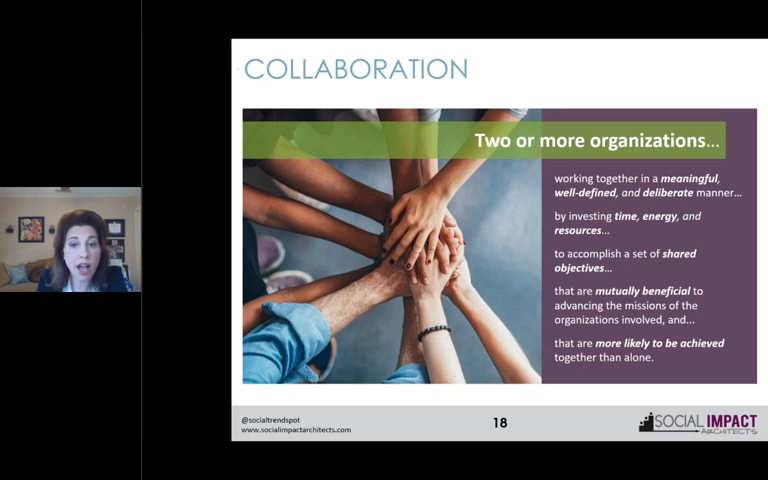 COLLABORATION
Two or more organizations...
working together in a meaningful,
well-defined, and deliberate manner...
by investing time, energy, and
resources...
to accomplish a set of shared
objectives...
that are mutually beneficial to
advancing the missions of the
organizations involved, and...
that are more likely to be achieved
together than alone.
@socialtrendspot
www.socialimpactarchitects.com
18
SOCIAL IMPACT
ARCHITECTS